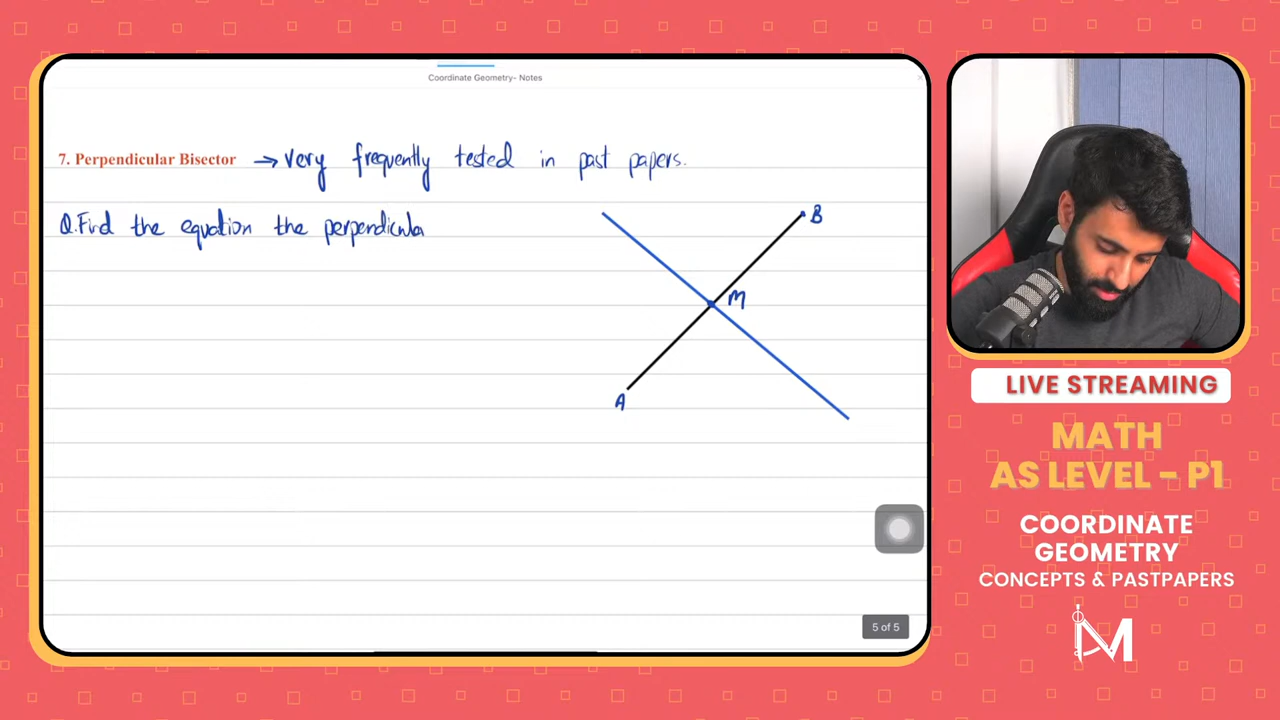 Coordinate Geometry- Notes
7. Perpendicular Bisector → very frequently tested in past papers.
Q. Find the equation the perpendicula
B
M
A
5 of 5
LIVE STREAMING
MATH
AS LEVEL - P1
COORDINATE
GEOMETRY
CONCEPTS & PASTPAPERS
M